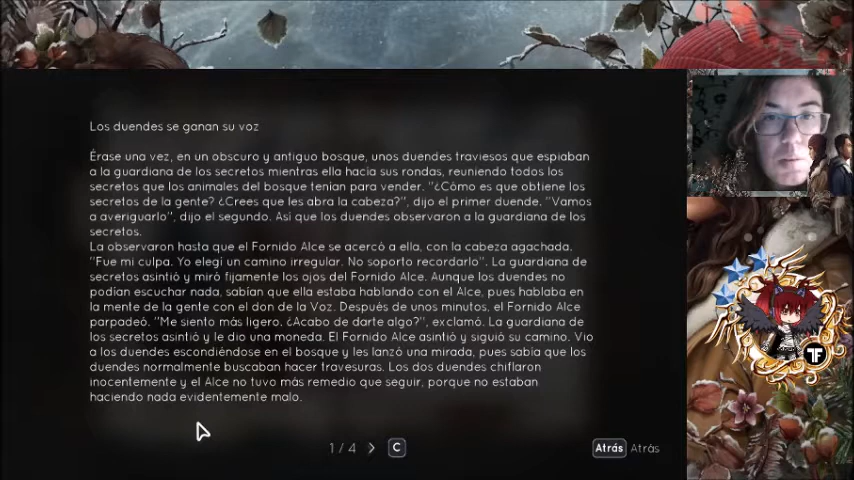 Los duendes se ganan su voz
Érase una vez, en un obscuro y antiguo bosque, unos duendes traviesos que espiaban
a la guardiana de los secretos mientras ella hacía sus rondas, reuniendo todos los
secretos que los animales del bosque tenían para vender. "¿Cómo es que obtiene los
secretos de la gente? ¿Crees que les abra la cabeza?", dijo el primer duende. "Vamos
a averiguarlo", dijo el segundo. Así que los duendes observaron a la guardiana de los
secretos.
La observaron hasta que el Fornido Alce se acercó a ella, con la cabeza agachada.
"Fue mi culpa. Yo elegí un camino irregular. No soporto recordarlo". La guardiana de
secretos asintió y miró fijamente los ojos del Fornido Alce. Aunque los duendes no
podían escuchar nada, sabían que ella estaba hablando con el Alce, pues hablaba en
la mente de la gente con el don de la Voz. Después de unos minutos, el Fornido Alce
parpadeó. "Me siento más ligero. ¿Acabo de darte algo?", exclamó. La guardiana de
los secretos asintió y le dio una moneda. El Fornido Alce asintió y siguió su camino. Vio
a los duendes escondiéndose en el bosque y les lanzó una mirada, pues sabía que los
duendes normalmente buscaban hacer travesuras. Los dos duendes chiflaron
inocentemente y el Alce no tuvo más remedio que seguir, porque no estaban
haciendo nada evidentemente malo.
1 / 4 > C Atrás Atrás
TF